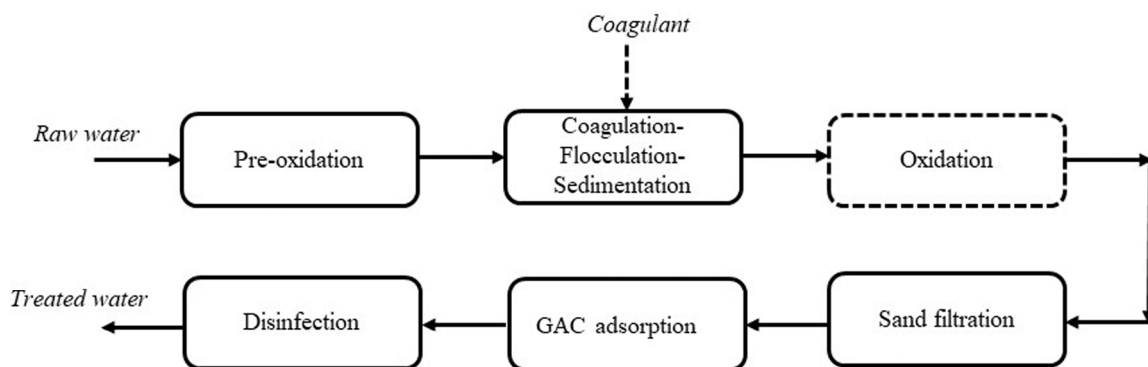 Coagulant
Raw water
Pre-oxidation
Coagulation-
Flocculation-
Sedimentation
Oxidation
Treated water
Disinfection
GAC adsorption
Sand filtration